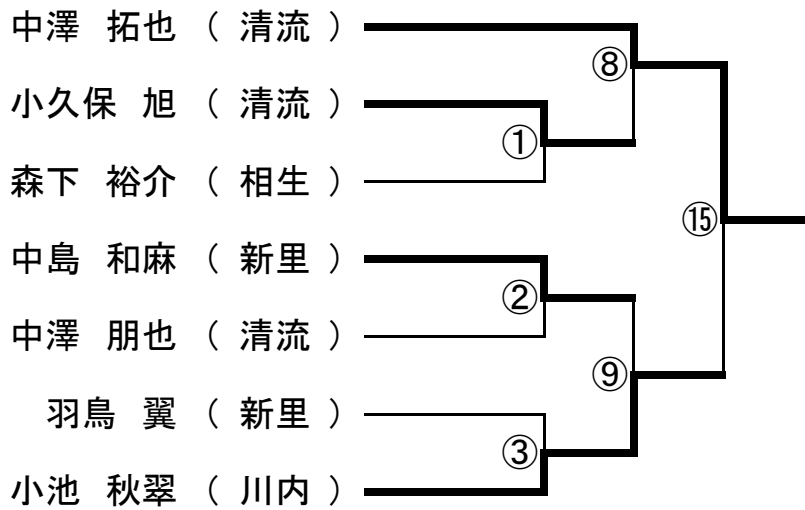 中澤 拓也 ( 清流 )
⑧
小久保 旭 ( 清流 )
①
森下 裕介 ( 相生 )
⑮
中島 和麻 ( 新里 )
②
中澤 朋也 ( 清流 )
⑨
羽鳥 翼 ( 新里 )
③
小池 秋翠 ( 川内 )